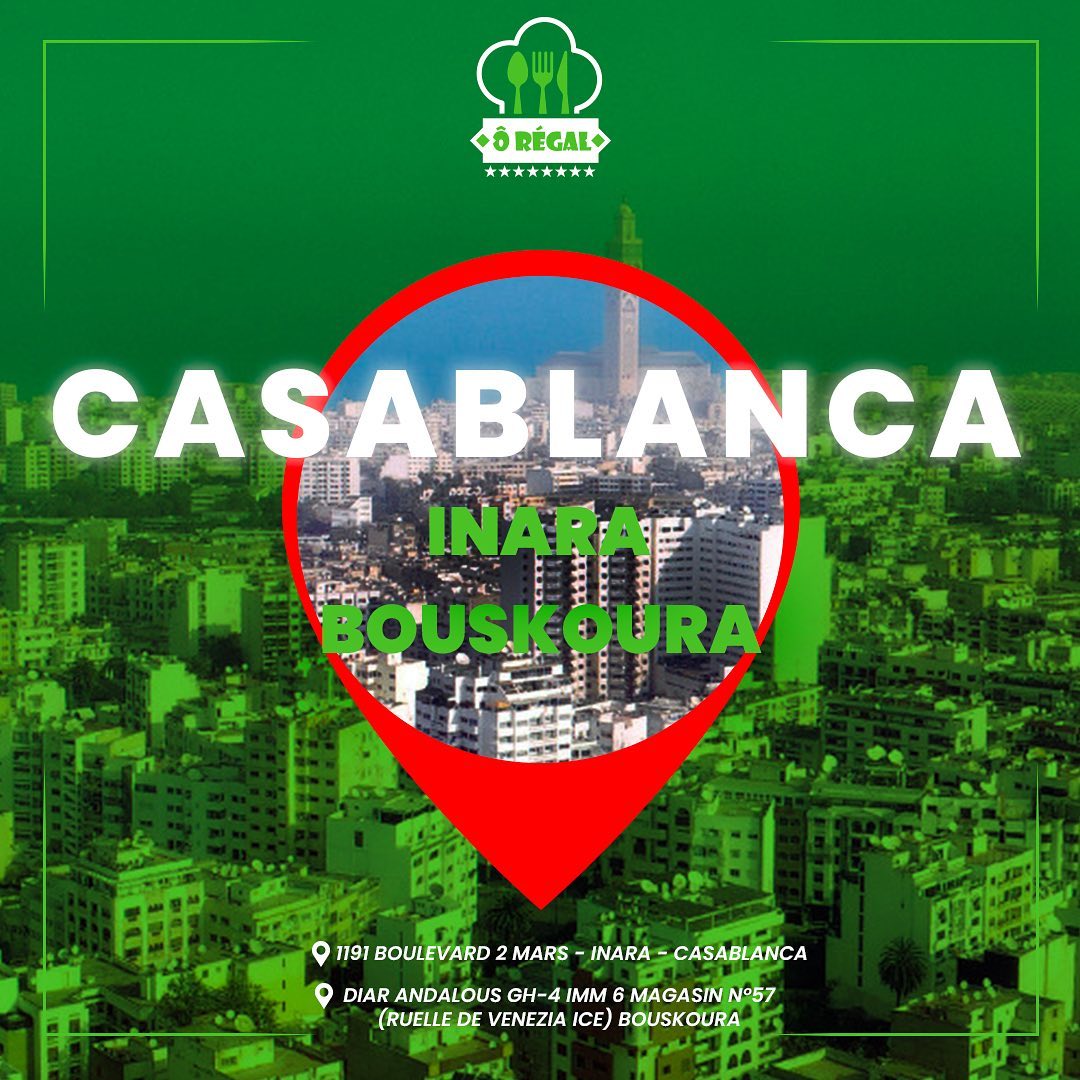 Ô RÉGAL
CASABLANCA
INARA
BOUSKOURA
1191 BOULEVARD 2 MARS - INARA - CASABLANCA
DIAR ANDALOUS GH-4 IMM 6 MAGASIN N°57
(RUELLE DE VENEZIA ICE) BOUSKOURA